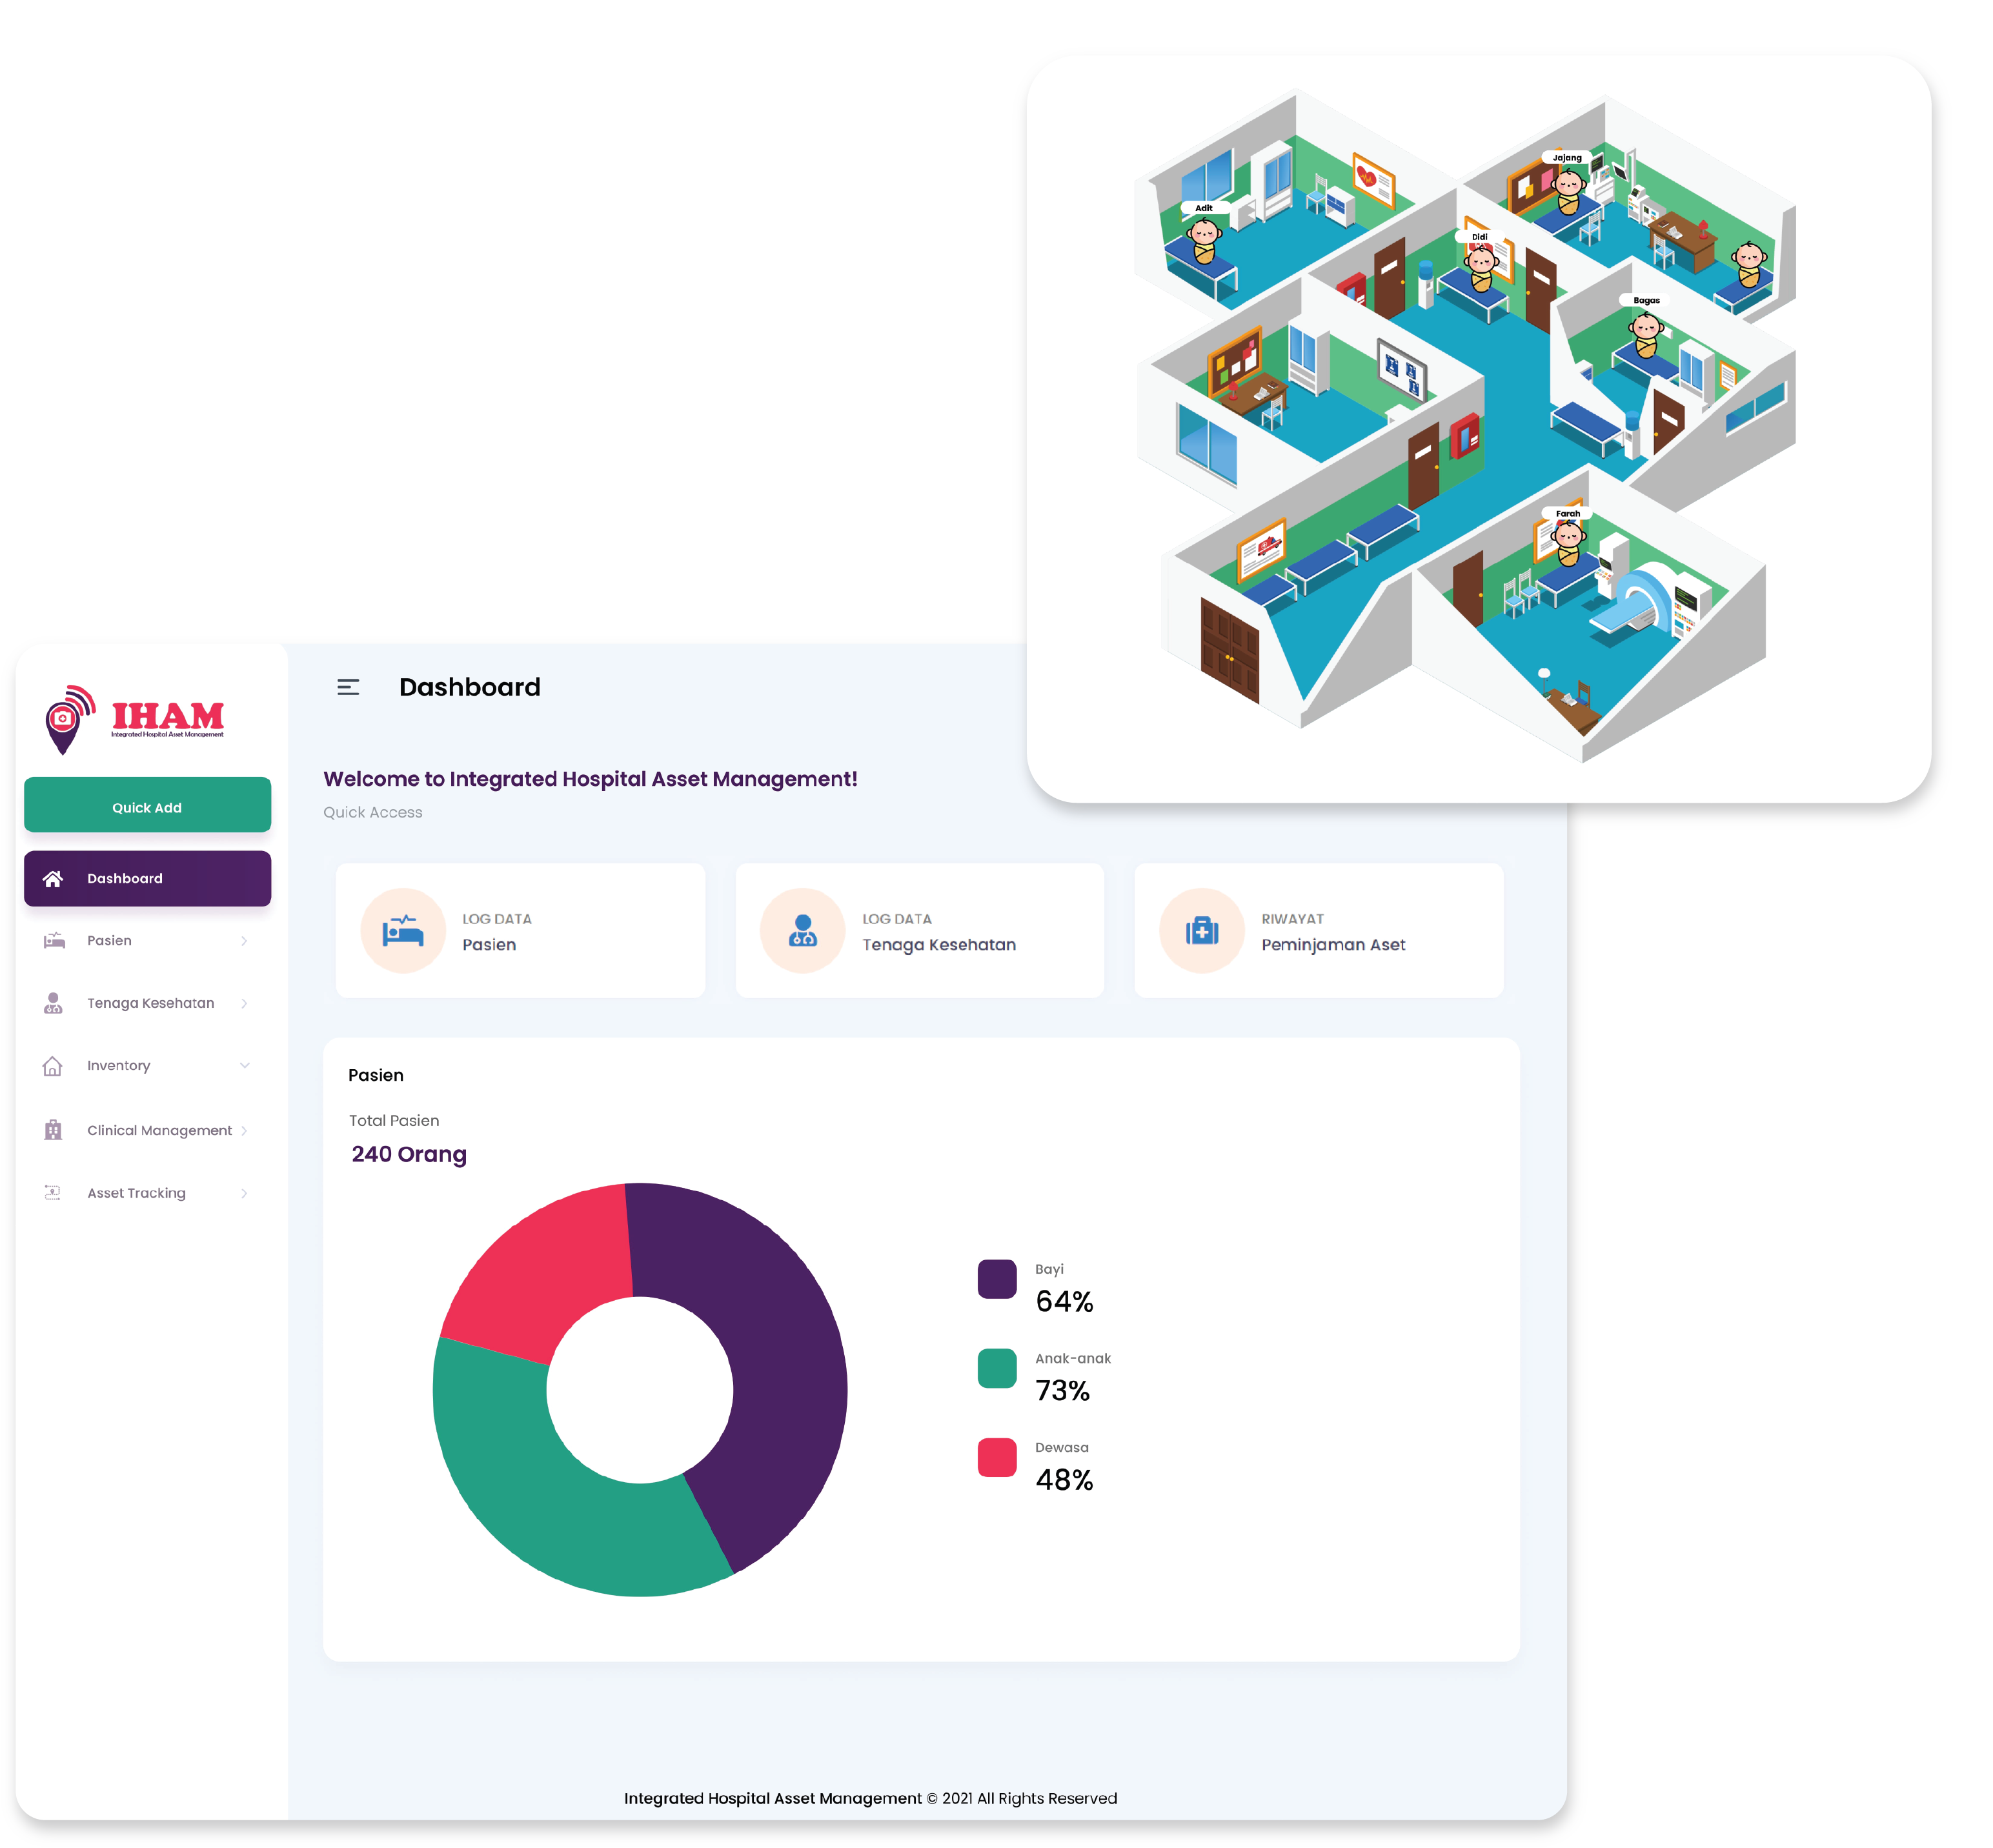 Jajang
Adit
Didi
Bagas
Farah
IHAM
Integrated Hospital Asset Management
Quick Add
Dashboard
Pasien
Tenaga Kesehatan
Inventory
Clinical Management
Asset Tracking
Dashboard
Welcome to Integrated Hospital Asset Management!
Quick Access
LOG DATA
Pasien
LOG DATA
Tenaga Kesehatan
RIWAYAT
Peminjaman Aset
Pasien
Total Pasien
240 Orang
Bayi
64%
Anak-anak
73%
Dewasa
48%
Integrated Hospital Asset Management © 2021 All Rights Reserved